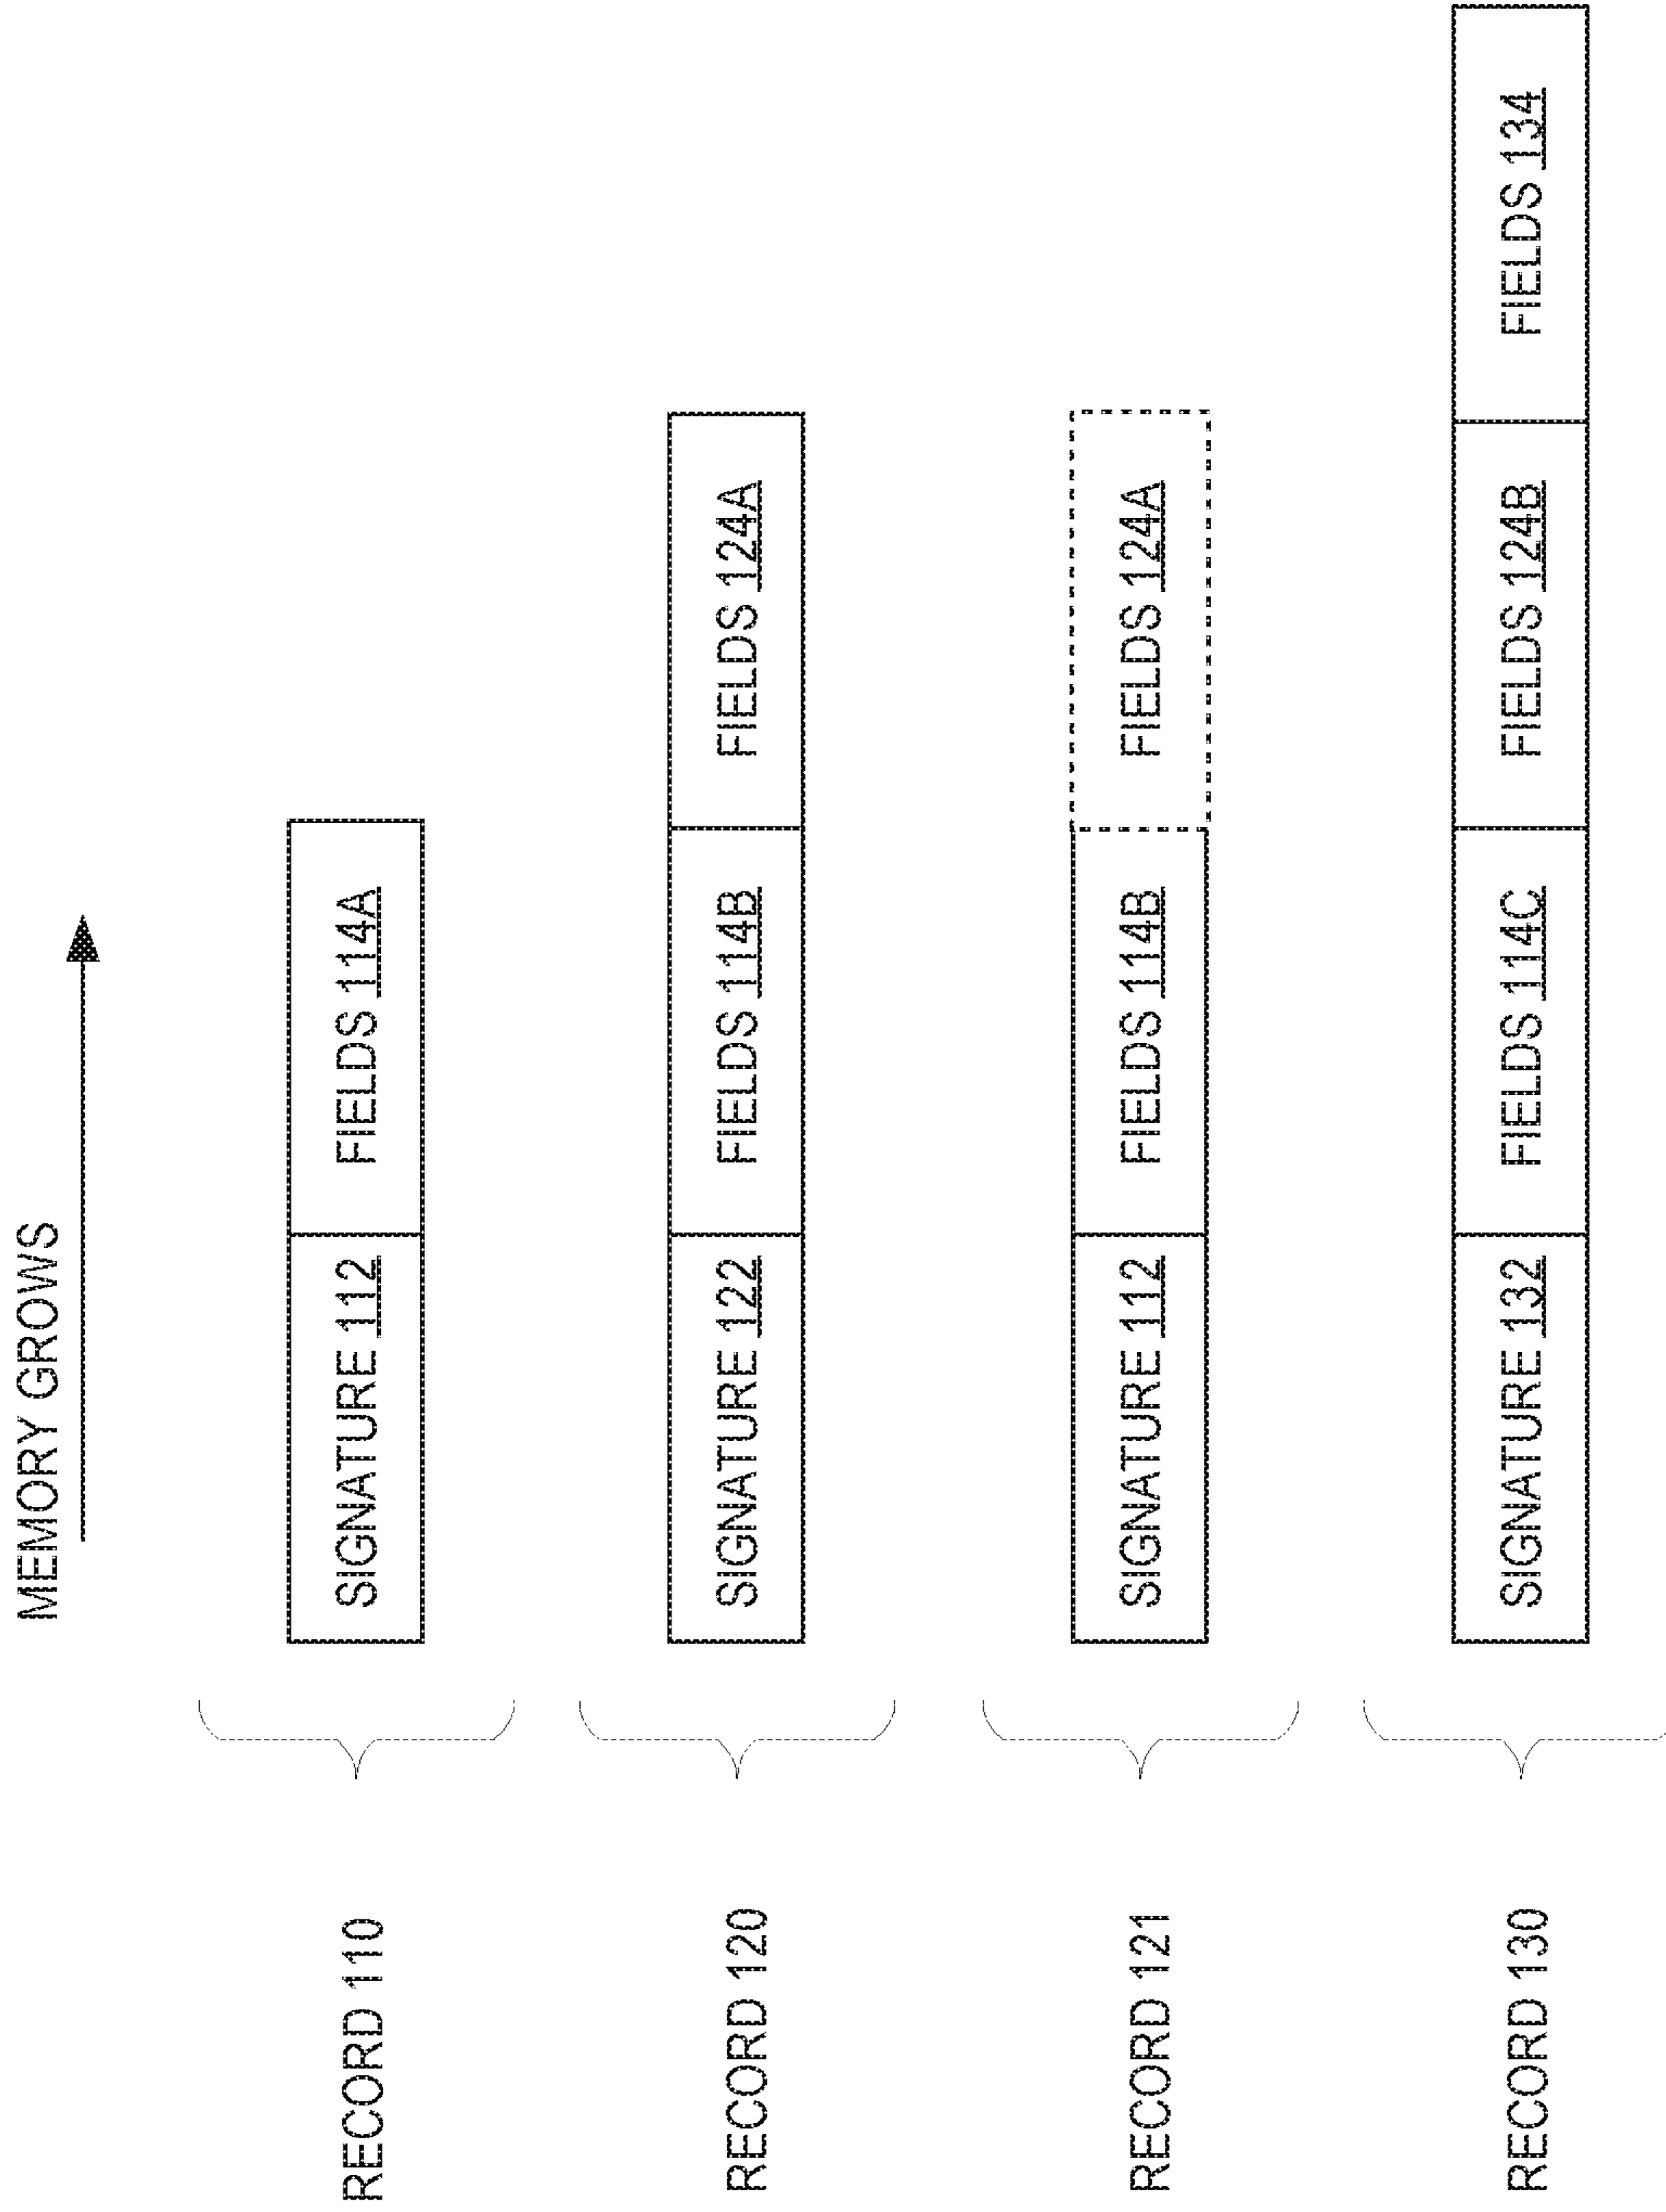 MEMORY GROWS
RECORD 110
SIGNATURE 112
FIELDS 114A
RECORD 120
SIGNATURE 122
FIELDS 114B
FIELDS 124A
RECORD 121
SIGNATURE 112
FIELDS 114B
FIELDS 124A
RECORD 130
SIGNATURE 132
FIELDS 114C
FIELDS 124B
FIELDS 134